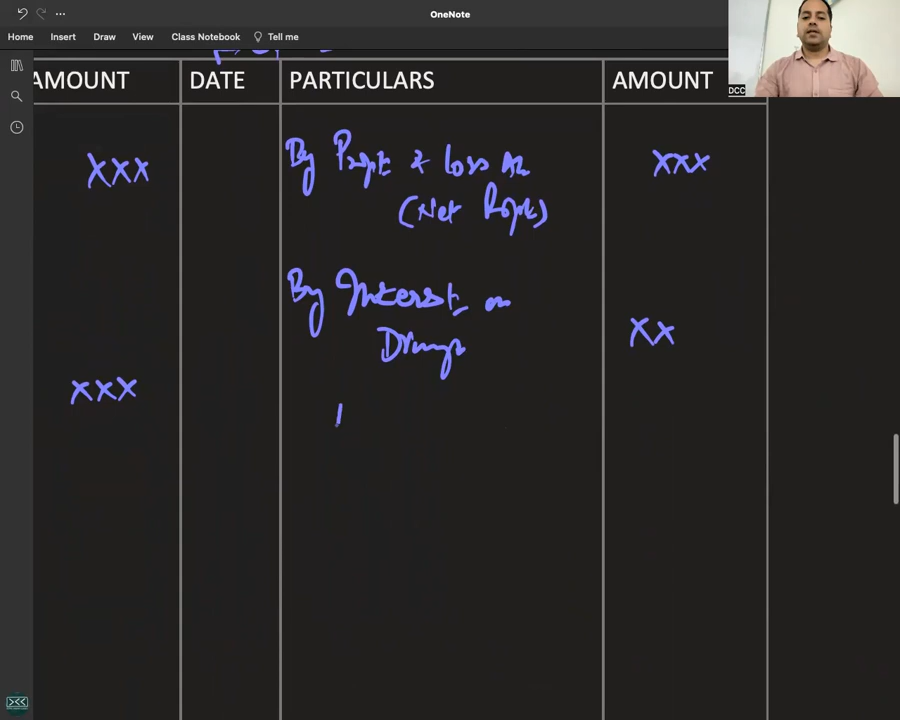 OneNote
Home Insert Draw View Class Notebook Tell me
DCC
AMOUNT DATE PARTICULARS AMOUNT
xxx By Profit & Loss A/c xxx
(Net Profit)
By Interest on
Drawings xx
xxx